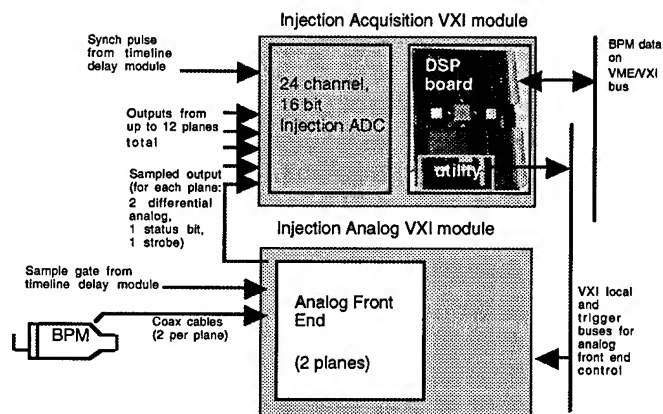 Injection Acquisition VXI module
Synch pulse
from timeline
delay module
24 channel,
16 bit
Injection ADC
DSP
board
utility
BPM data
on
VME/VXI
bus
Outputs from
up to 12 planes
total
Sampled output
(for each plane:
2 differential
analog,
1 status bit,
1 strobe)
Injection Analog VXI module
Sample gate from
timeline delay module
Analog Front
End
(2 planes)
BPM
Coax cables
(2 per plane)
VXI local
and
trigger
buses for
analog
front end
control